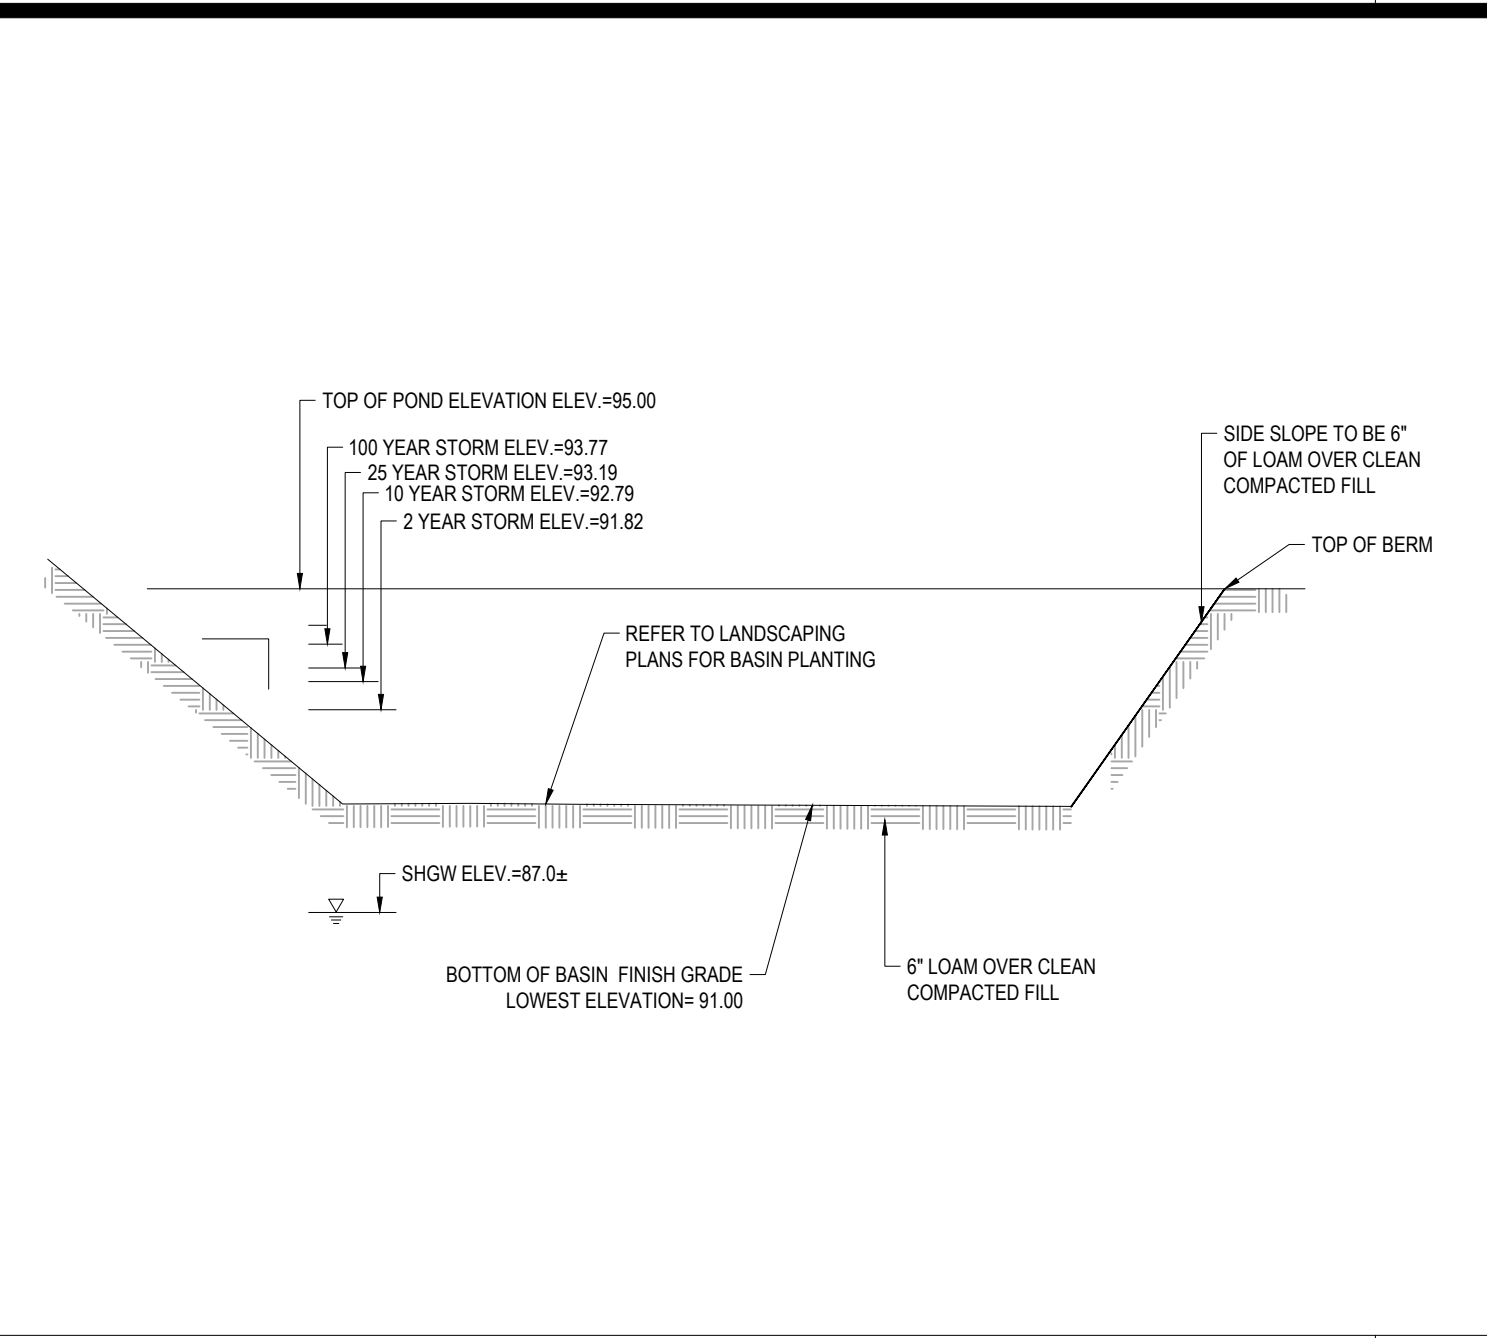 TOP OF POND ELEVATION ELEV.=95.00
100 YEAR STORM ELEV.=93.77
25 YEAR STORM ELEV.=93.19
10 YEAR STORM ELEV.=92.79
2 YEAR STORM ELEV.=91.82
SIDE SLOPE TO BE 6"
OF LOAM OVER CLEAN
COMPACTED FILL
TOP OF BERM
REFER TO LANDSCAPING
PLANS FOR BASIN PLANTING
SHGW ELEV.=87.0±
BOTTOM OF BASIN FINISH GRADE
LOWEST ELEVATION= 91.00
6" LOAM OVER CLEAN
COMPACTED FILL